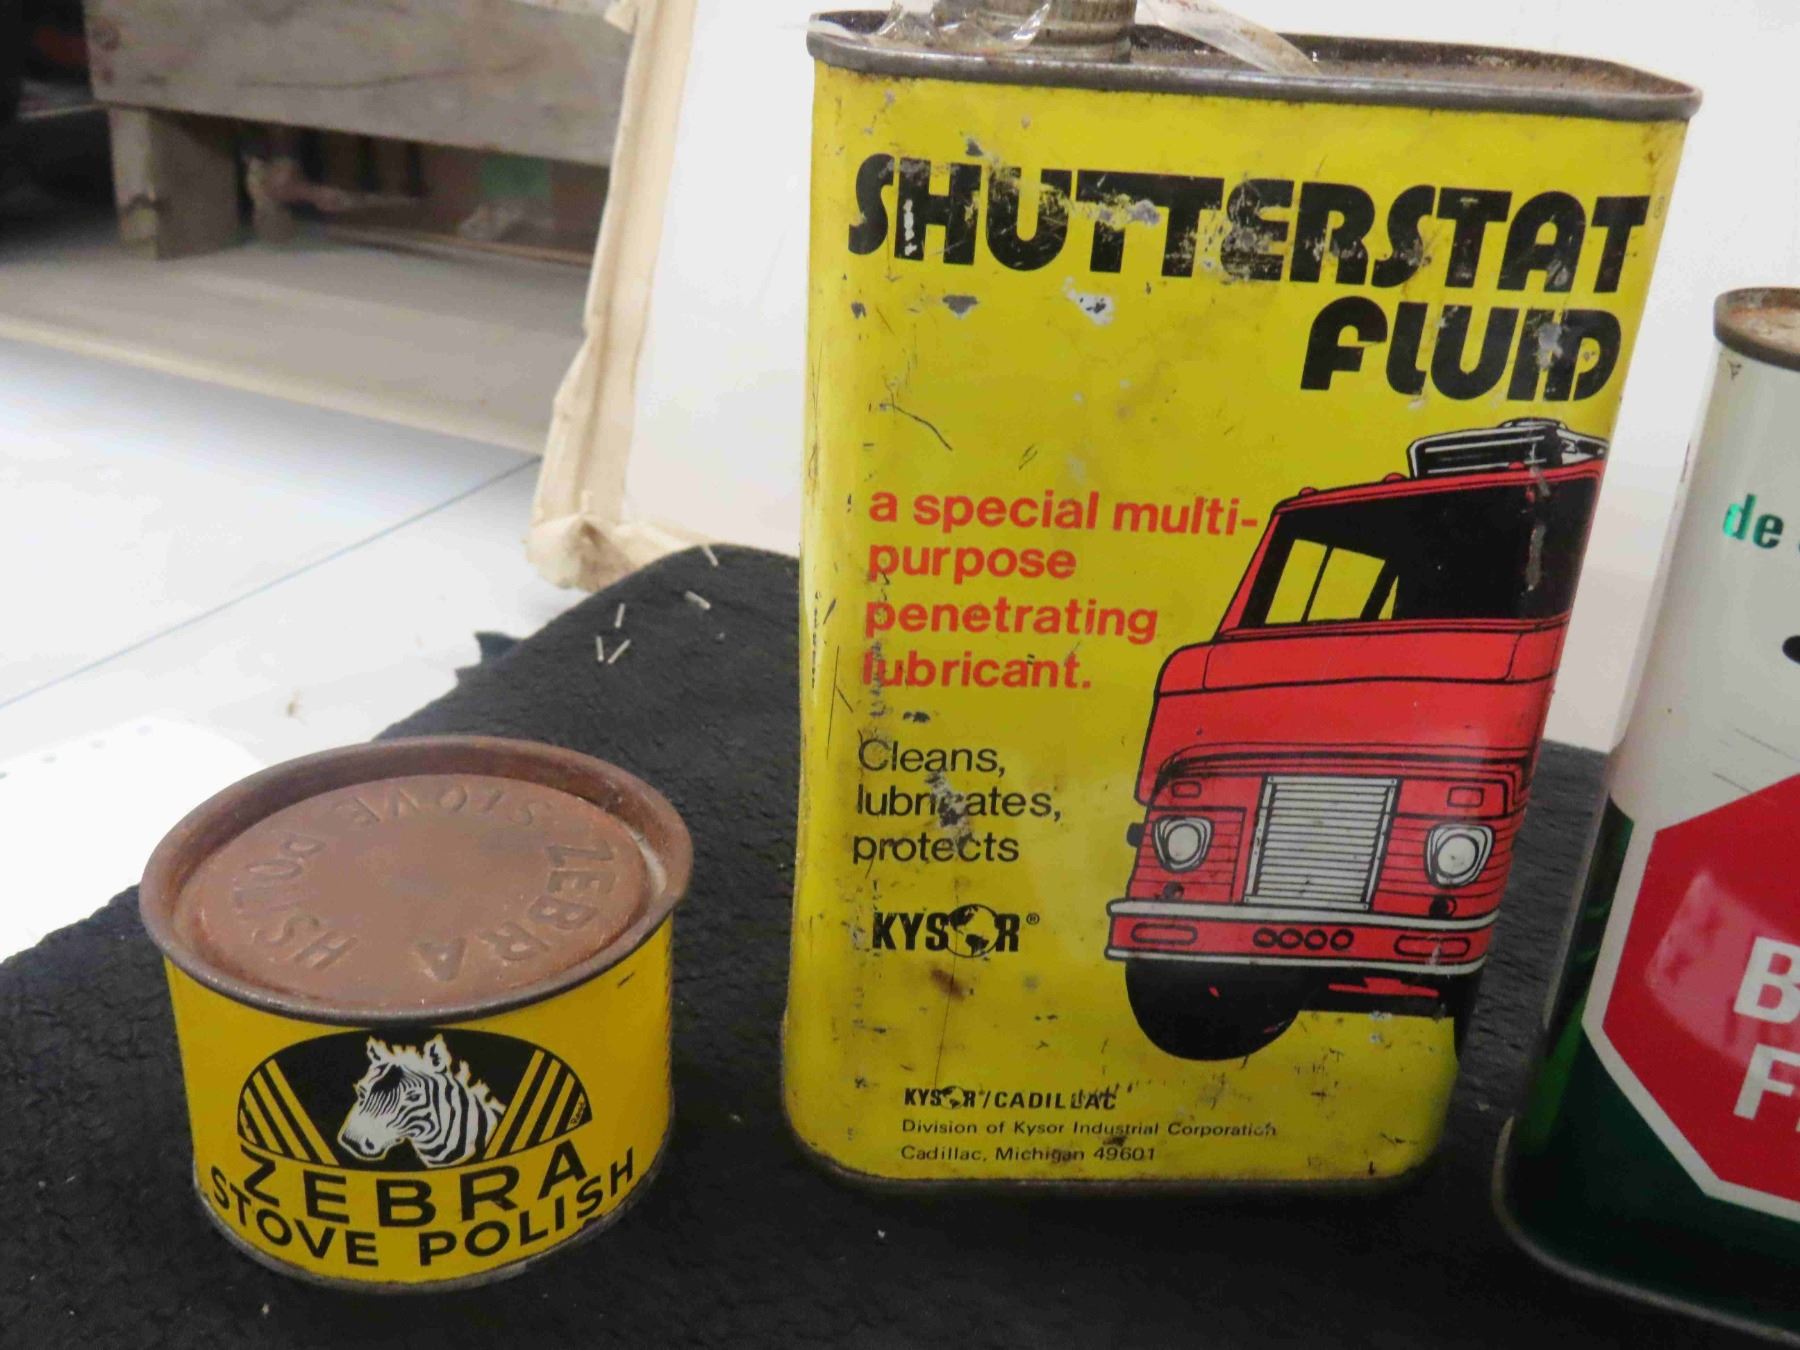 SHUTTERSTAT
FLUID
a special multi-
purpose
penetrating
lubricant.
Cleans,
lubricates,
protects
KYSOR®
KYSOR®/CADILLAC
Division of Kysor Industrial Corporation
Cadillac, Michigan 49601
ZEBRA STOVE POLISH
ZEBRA
STOVE POLISH
de
B
F